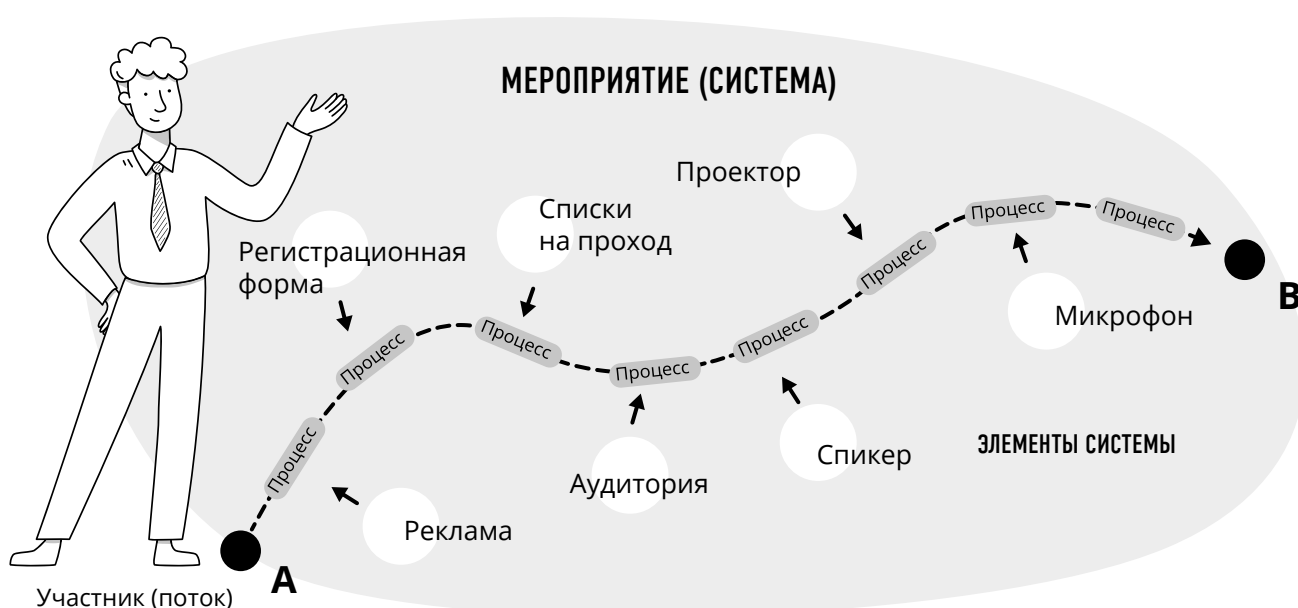 МЕРОПРИЯТИЕ (СИСТЕМА)
Проектор
Списки
на проход
Регистрационная
форма
Процесс
Процесс
Процесс
Процесс
Процесс
Процесс
Процесс
Процесс
B
Микрофон
Спикер
ЭЛЕМЕНТЫ СИСТЕМЫ
Аудитория
Реклама
A
Участник (поток)